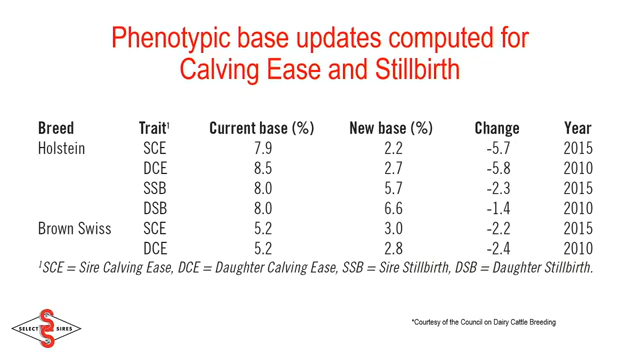 Phenotypic base updates computed for
Calving Ease and Stillbirth
Breed Trait¹ Current base (%) New base (%) Change Year
Holstein SCE 7.9 2.2 -5.7 2015
DCE 8.5 2.7 -5.8 2010
SSB 8.0 5.7 -2.3 2015
DSB 8.0 6.6 -1.4 2010
Brown Swiss SCE 5.2 3.0 -2.2 2015
DCE 5.2 2.8 -2.4 2010
¹SCE = Sire Calving Ease, DCE = Daughter Calving Ease, SSB = Sire Stillbirth, DSB = Daughter Stillbirth.
*Courtesy of the Council on Dairy Cattle Breeding
SELECT SIRES